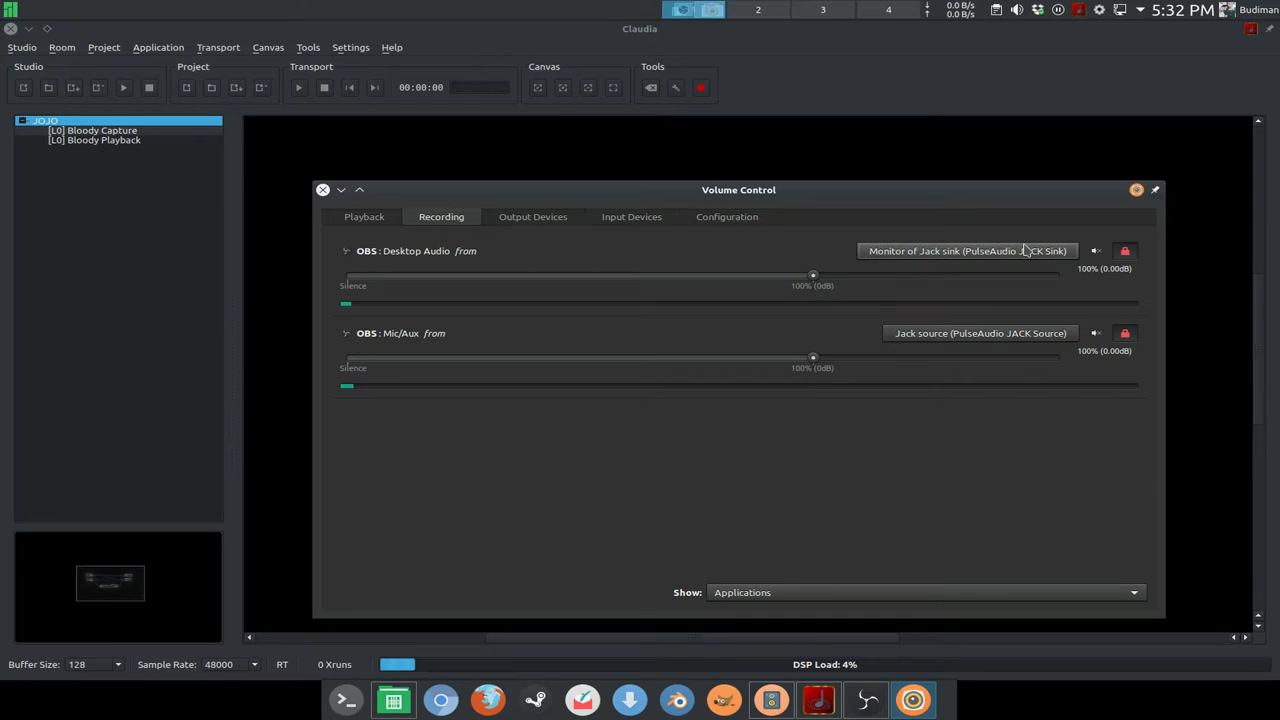 2
3
4
0.0 B/s
0.0 B/s
5:32 PM
Budiman
Claudia
Studio Room Project Application Transport Canvas Tools Settings Help
Studio Project Transport Canvas Tools
00:00:00
JOJO
[L0] Bloody Capture
[L0] Bloody Playback
Volume Control
Playback Recording Output Devices Input Devices Configuration
OBS : Desktop Audio from
Monitor of Jack sink (PulseAudio JACK Sink)
100% (0.00dB)
Silence
100% (0dB)
OBS : Mic/Aux from
Jack source (PulseAudio JACK Source)
100% (0.00dB)
Silence
100% (0dB)
Show: Applications
Buffer Size: 128 Sample Rate: 48000 RT 0 Xruns DSP Load: 4%